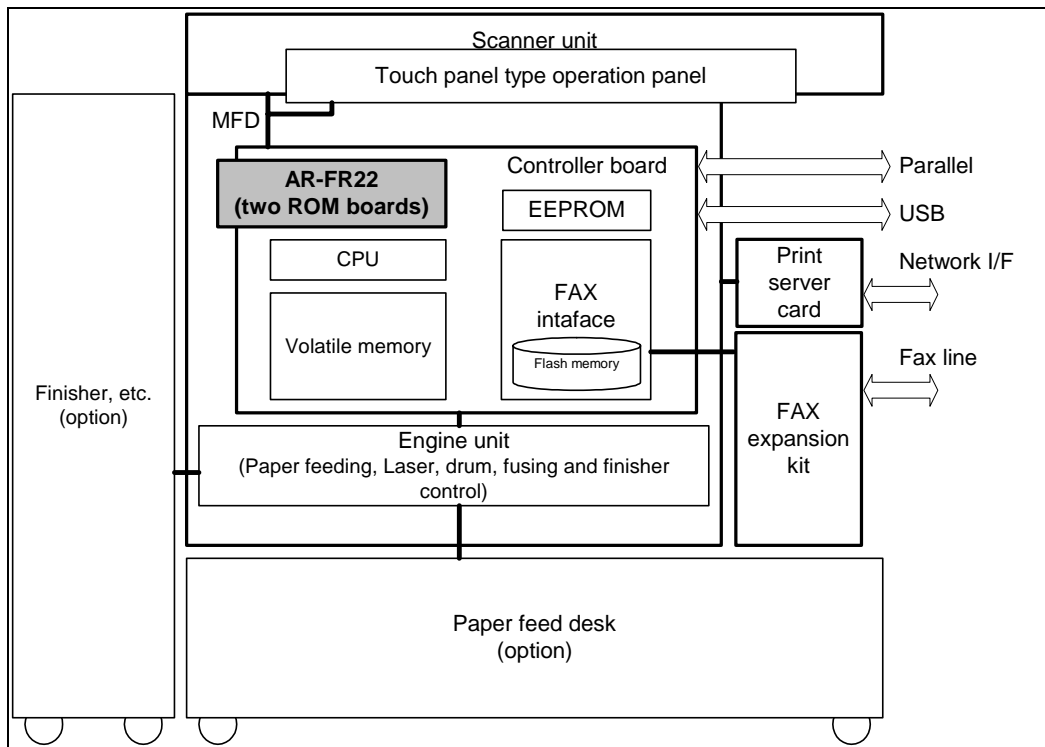 Scanner unit
Touch panel type operation panel
MFD
Controller board
AR-FR22
(two ROM boards)
EEPROM
CPU
Volatile memory
FAX
intaface
Flash memory
Parallel
USB
Print
server
card
Network I/F
Fax line
FAX
expansion
kit
Finisher, etc.
(option)
Engine unit
(Paper feeding, Laser, drum, fusing and finisher
control)
Paper feed desk
(option)